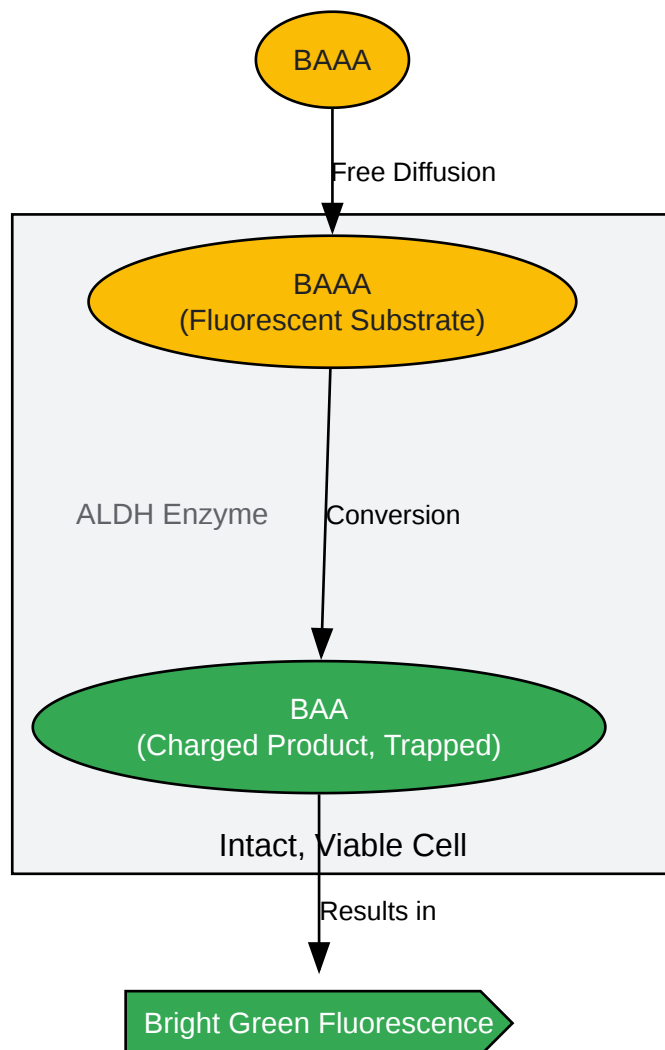 BAAA
Free Diffusion
BAAA
(Fluorescent Substrate)
ALDH Enzyme
Conversion
BAA
(Charged Product, Trapped)
Intact, Viable Cell
Results in
Bright Green Fluorescence